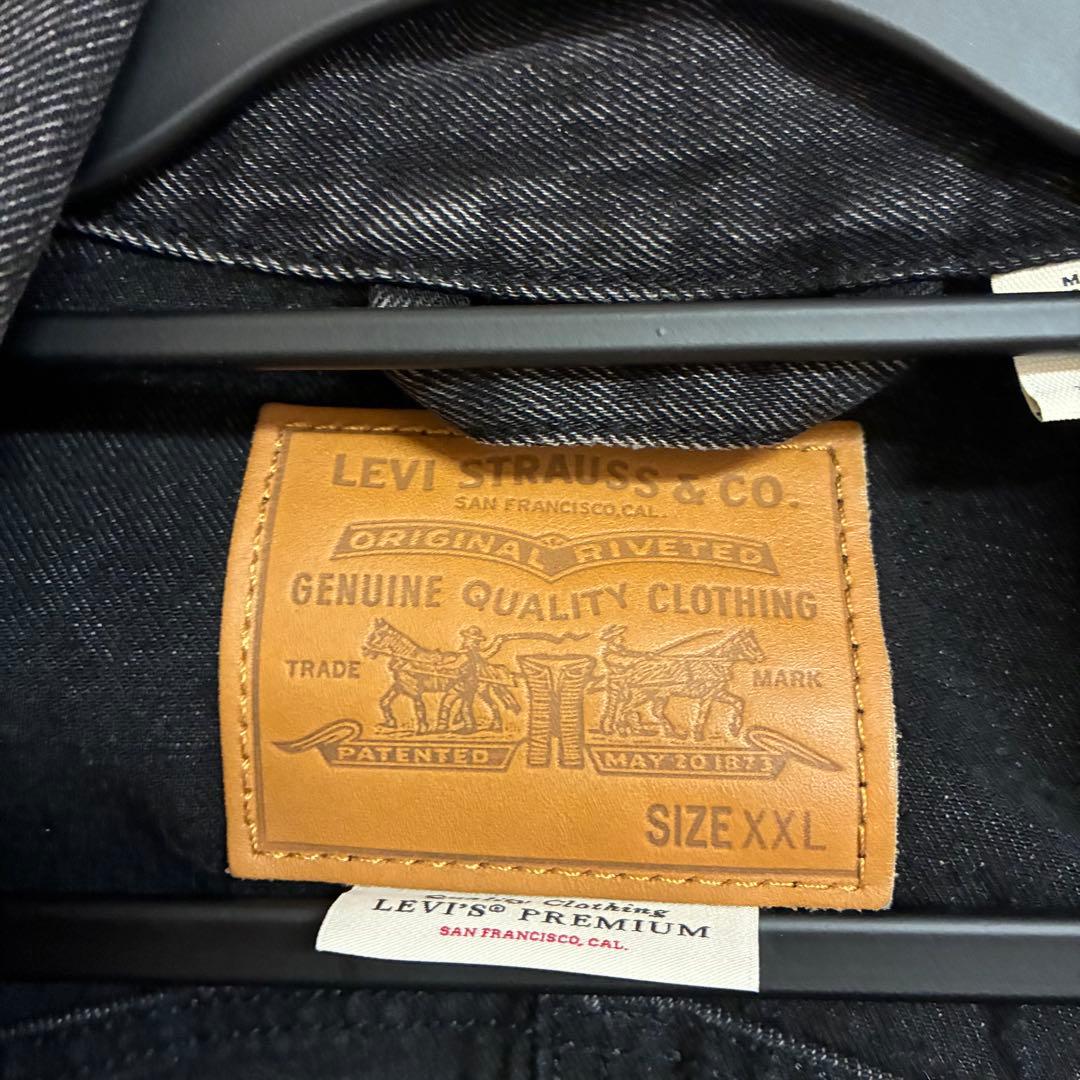 LEVI STRAUSS & CO.
SAN FRANCISCO, CAL.
ORIGINAL RIVETED
GENUINE QUALITY CLOTHING
TRADE MARK
PATENTED MAY 20 1873
SIZE XXL
Clothing
LEVI'S® PREMIUM
SAN FRANCISCO, CAL.